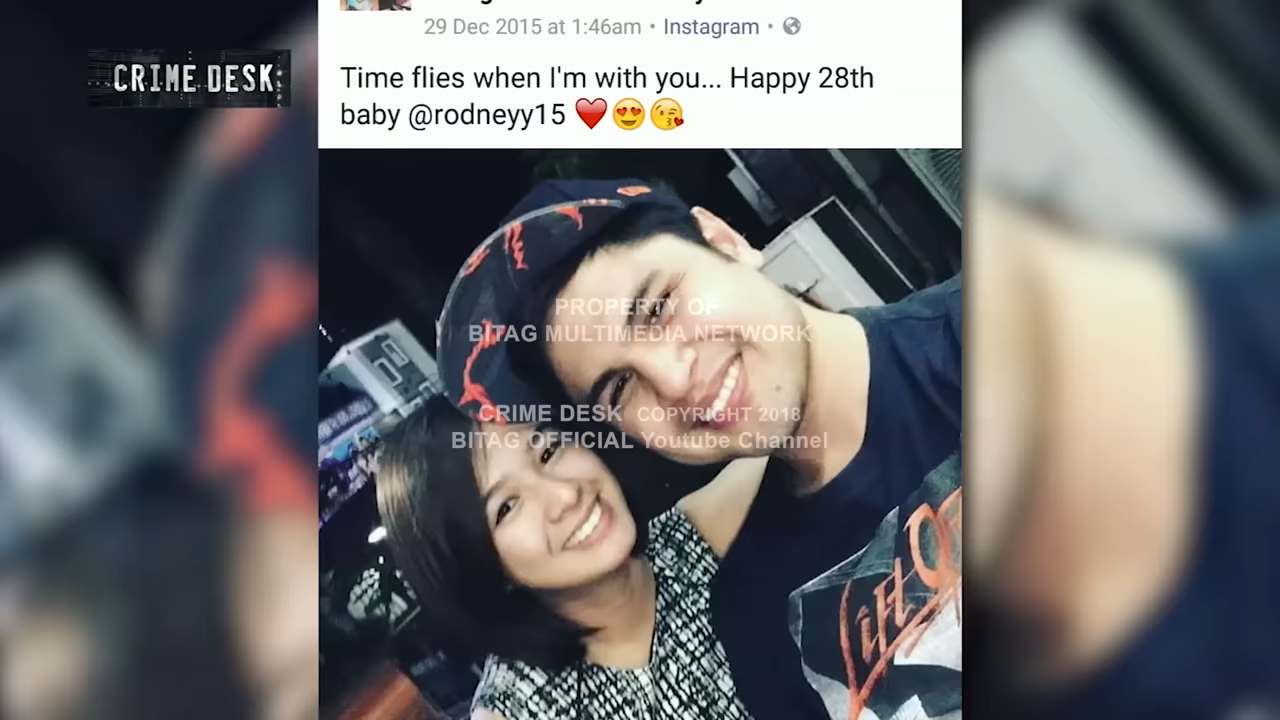 29 Dec 2015 at 1:46am • Instagram •
CRIME DESK
Time flies when I'm with you... Happy 28th
baby @rodneyy15 ❤️😍😘
PROPERTY OF
BITAG MULTIMEDIA NETWORK
CRIME DESK COPYRIGHT 2018
BITAG OFFICIAL Youtube Channel